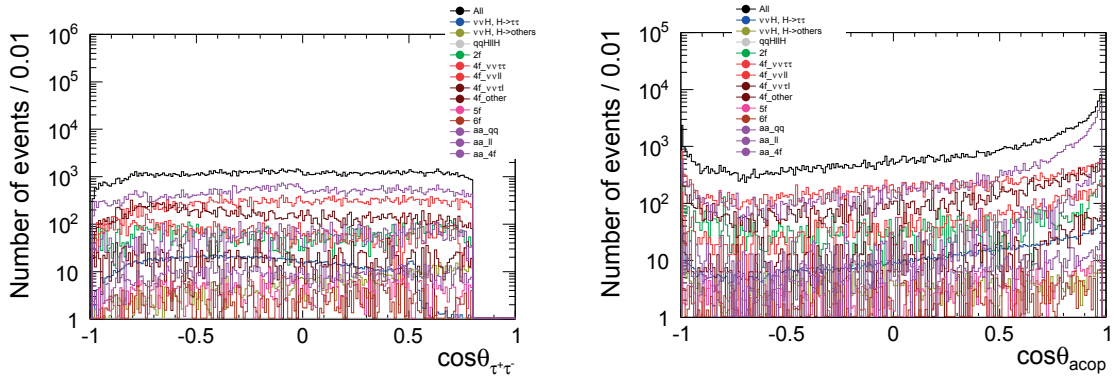 Number of events / 0.01
10⁶
10⁵
10⁴
10³
10²
10
1
-1
-0.5
0
0.5
1
cosθτ⁺τ⁻
All
ννH, H->ττ
ννH, H->others
qqHllH
2f
4f_ννττ
4f_ννll
4f_νντl
4f_other
5f
6f
aa_qq
aa_ll
aa_4f
Number of events / 0.01
10⁵
10⁴
10³
10²
10
1
-1
-0.5
0
0.5
1
cosθacop
All
ννH, H->ττ
ννH, H->others
qqHllH
2f
4f_ννττ
4f_ννll
4f_νντl
4f_other
5f
6f
aa_qq
aa_ll
aa_4f